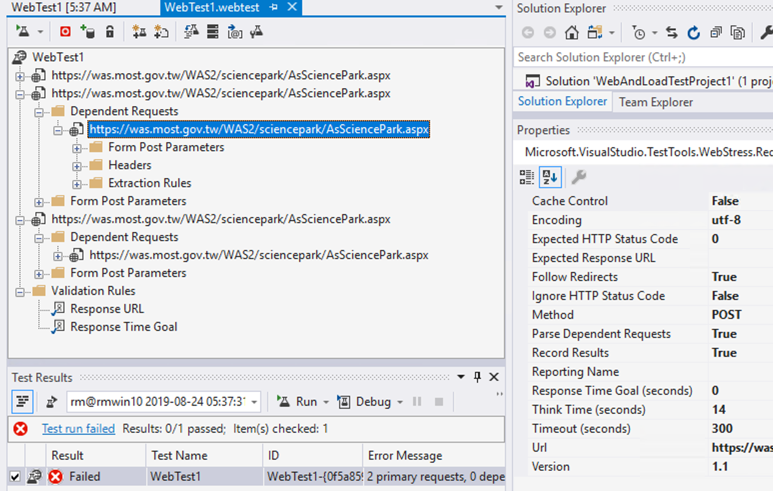 WebTest1 [5:37 AM]
WebTest1.webtest
WebTest1
https://was.most.gov.tw/WAS2/sciencepark/AsSciencePark.aspx
https://was.most.gov.tw/WAS2/sciencepark/AsSciencePark.aspx
Dependent Requests
https://was.most.gov.tw/WAS2/sciencepark/AsSciencePark.aspx
Form Post Parameters
Headers
Extraction Rules
Form Post Parameters
https://was.most.gov.tw/WAS2/sciencepark/AsSciencePark.aspx
Dependent Requests
https://was.most.gov.tw/WAS2/sciencepark/AsSciencePark.aspx
Form Post Parameters
Validation Rules
Response URL
Response Time Goal
Test Results
rm@rmwin10 2019-08-24 05:37:31
Run
Debug
Test run failed Results: 0/1 passed; Item(s) checked: 1
Result Test Name ID Error Message
Failed WebTest1 WebTest1-{0f5a859 2 primary requests, 0 depe
Solution Explorer
Search Solution Explorer (Ctrl+;)
Solution 'WebAndLoadTestProject1' (1 proj
Solution Explorer Team Explorer
Properties
Microsoft.VisualStudio.TestTools.WebStress.Rec
Cache Control False
Encoding utf-8
Expected HTTP Status Code 0
Expected Response URL
Follow Redirects True
Ignore HTTP Status Code False
Method POST
Parse Dependent Requests True
Record Results True
Reporting Name
Response Time Goal (seconds) 0
Think Time (seconds) 14
Timeout (seconds) 300
Url https://was
Version 1.1